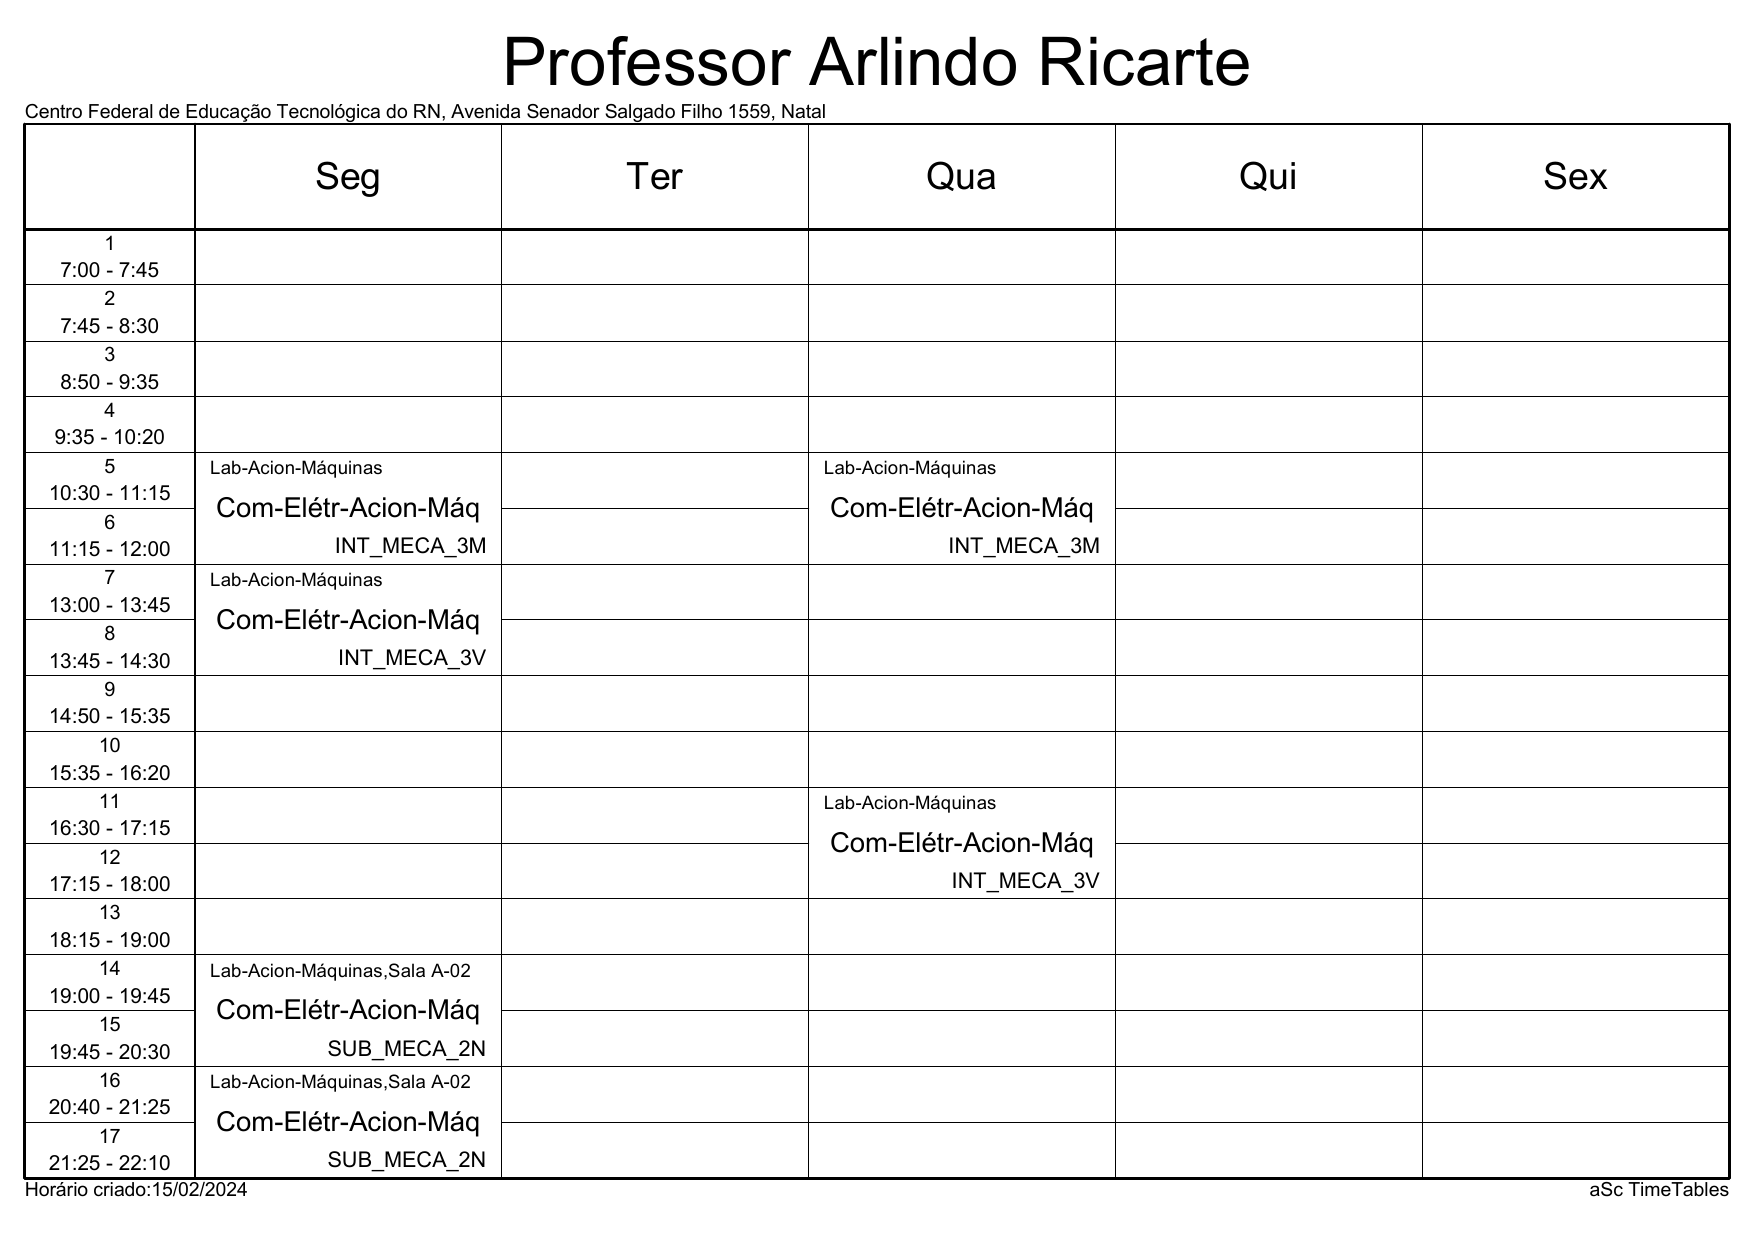 Professor Arlindo Ricarte
Centro Federal de Educação Tecnológica do RN, Avenida Senador Salgado Filho 1559, Natal
Seg Ter Qua Qui Sex
1
7:00 - 7:45
2
7:45 - 8:30
3
8:50 - 9:35
4
9:35 - 10:20
5
10:30 - 11:15
6
11:15 - 12:00
Lab-Acion-Máquinas
Com-Elétr-Acion-Máq
INT_MECA_3M
Lab-Acion-Máquinas
Com-Elétr-Acion-Máq
INT_MECA_3M
7
13:00 - 13:45
8
13:45 - 14:30
Lab-Acion-Máquinas
Com-Elétr-Acion-Máq
INT_MECA_3V
9
14:50 - 15:35
10
15:35 - 16:20
11
16:30 - 17:15
12
17:15 - 18:00
Lab-Acion-Máquinas
Com-Elétr-Acion-Máq
INT_MECA_3V
13
18:15 - 19:00
14
19:00 - 19:45
15
19:45 - 20:30
Lab-Acion-Máquinas,Sala A-02
Com-Elétr-Acion-Máq
SUB_MECA_2N
16
20:40 - 21:25
17
21:25 - 22:10
Lab-Acion-Máquinas,Sala A-02
Com-Elétr-Acion-Máq
SUB_MECA_2N
Horário criado:15/02/2024
aSc TimeTables